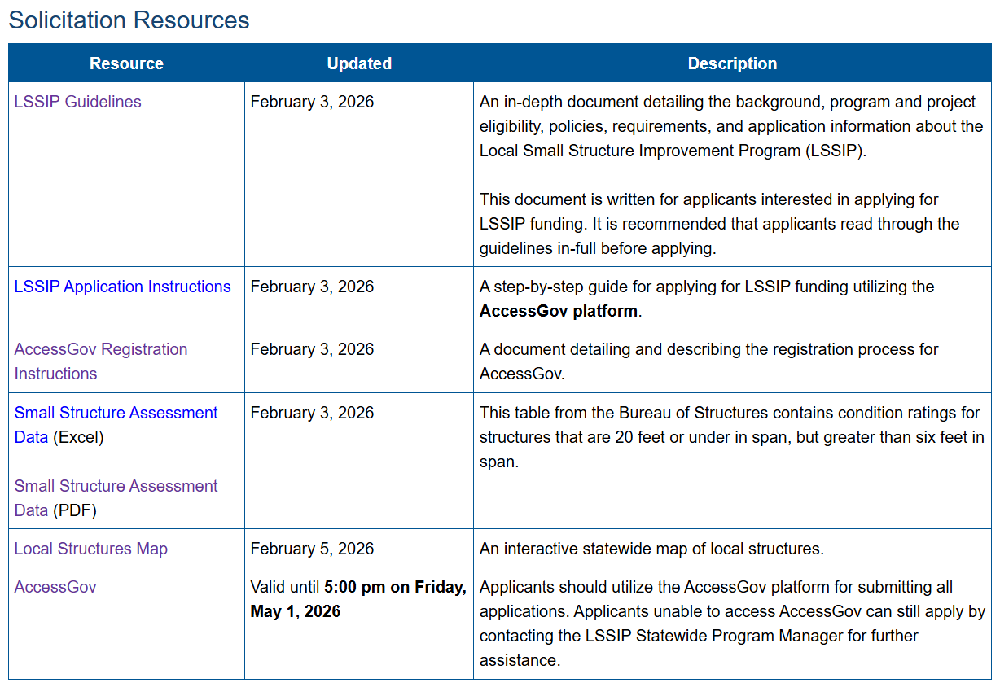 Solicitation Resources
Resource Updated Description
LSSIP Guidelines February 3, 2026 An in-depth document detailing the background, program and project
eligibility, policies, requirements, and application information about the
Local Small Structure Improvement Program (LSSIP).
This document is written for applicants interested in applying for
LSSIP funding. It is recommended that applicants read through the
guidelines in-full before applying.
LSSIP Application Instructions February 3, 2026 A step-by-step guide for applying for LSSIP funding utilizing the
AccessGov platform.
AccessGov Registration February 3, 2026 A document detailing and describing the registration process for
Instructions AccessGov.
Small Structure Assessment February 3, 2026 This table from the Bureau of Structures contains condition ratings for
Data (Excel) structures that are 20 feet or under in span, but greater than six feet in
span.
Small Structure Assessment
Data (PDF)
Local Structures Map February 5, 2026 An interactive statewide map of local structures.
AccessGov Valid until 5:00 pm on Friday, Applicants should utilize the AccessGov platform for submitting all
May 1, 2026 applications. Applicants unable to access AccessGov can still apply by
contacting the LSSIP Statewide Program Manager for further
assistance.